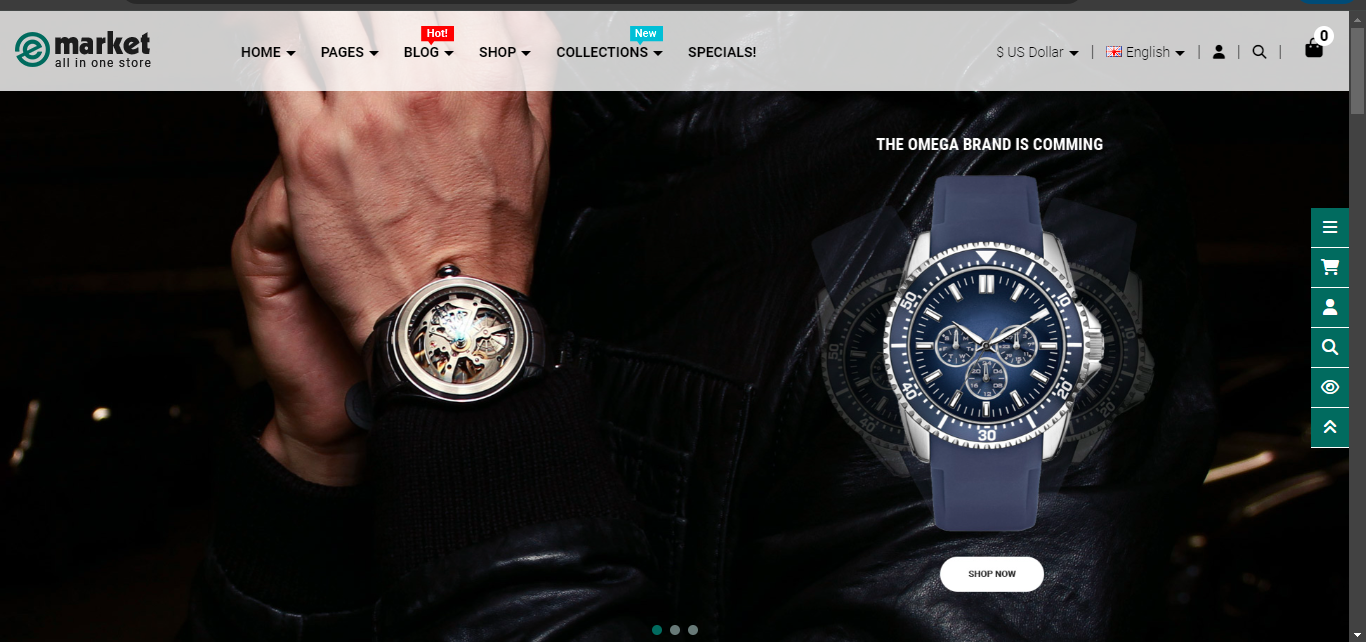 market
all in one store
HOME
PAGES
Hot!
BLOG
SHOP
New
COLLECTIONS
SPECIALS!
$ US Dollar
English
0
THE OMEGA BRAND IS COMMING
50
10
40
20
30
SHOP NOW